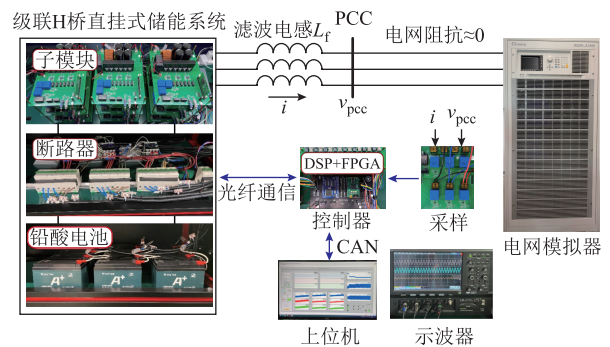 级联H桥直挂式储能系统
子模块
断路器
铅酸电池
A+
A+
A+
滤波电感Lf
PCC
电网阻抗≈0
i
vpcc
i
vpcc
DSP+FPGA
光纤通信
控制器
采样
CAN
电网模拟器
上位机
示波器